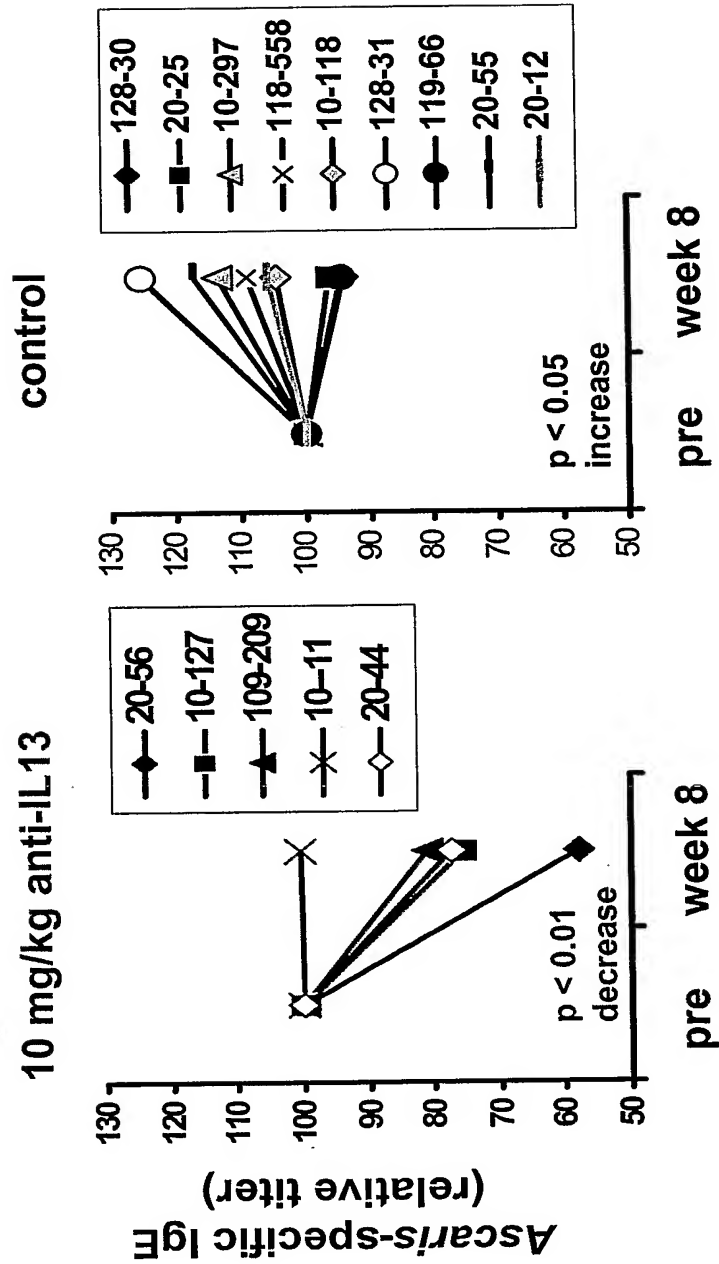 10 mg/kg anti-IL13
Ascaris-specific IgE
(relative titer)
130
120
110
100
90
80
70
60
50
p < 0.01
decrease
pre
week 8
20-56
10-127
109-209
10-11
20-44
control
130
120
110
100
90
80
70
60
50
p < 0.05
increase
pre
week 8
128-30
20-25
10-297
118-558
10-118
128-31
119-66
20-55
20-12